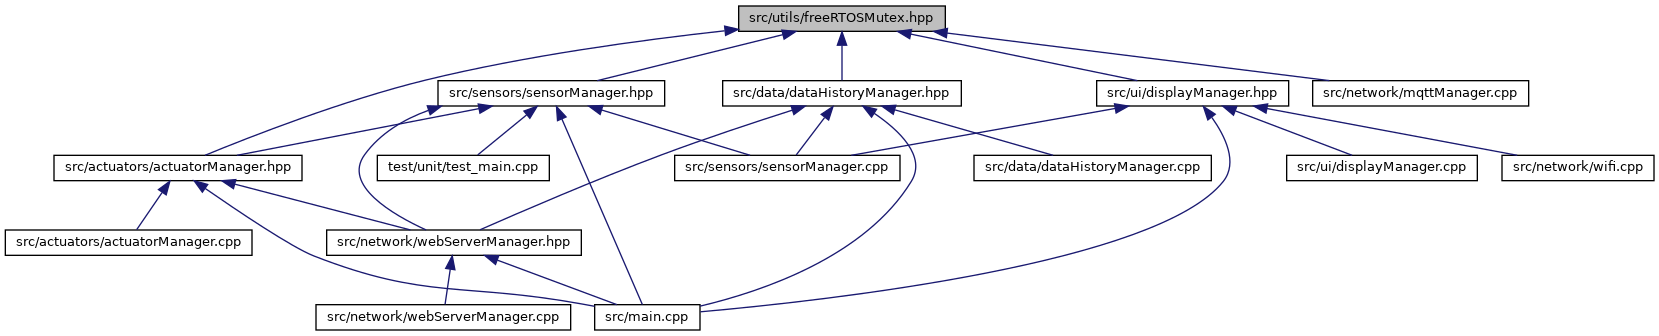 src/utils/freeRTOSMutex.hpp
src/sensors/sensorManager.hpp
src/data/dataHistoryManager.hpp
src/ui/displayManager.hpp
src/network/mqttManager.cpp
src/actuators/actuatorManager.hpp
test/unit/test_main.cpp
src/sensors/sensorManager.cpp
src/data/dataHistoryManager.cpp
src/ui/displayManager.cpp
src/network/wifi.cpp
src/actuators/actuatorManager.cpp
src/network/webServerManager.hpp
src/network/webServerManager.cpp
src/main.cpp